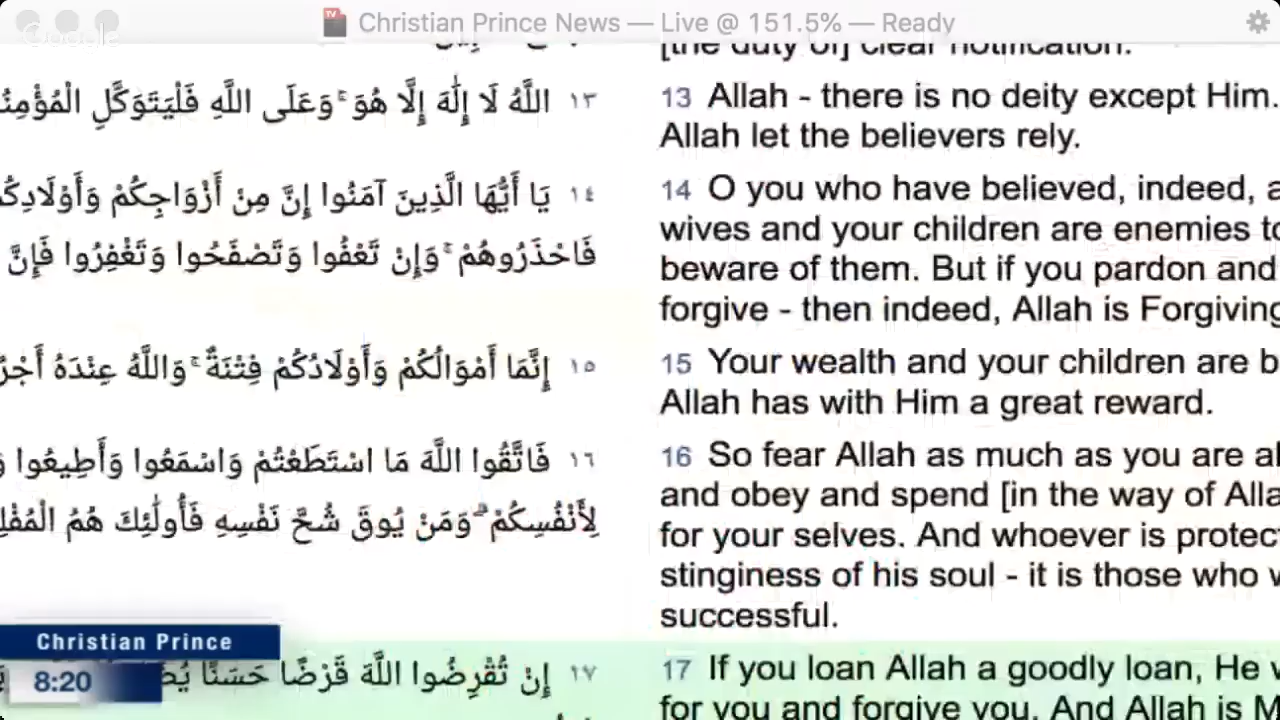 Christian Prince News — Live @ 151.5% — Ready
Google
[the duty of] clear notification.
١٣ اللَّهُ لَا إِلَٰهَ إِلَّا هُوَ ۚ وَعَلَى اللَّهِ فَلْيَتَوَكَّلِ
13 Allah - there is no deity except Him.
Allah let the believers rely.
١٤ يَا أَيُّهَا الَّذِينَ آمَنُوا إِنَّ مِنْ أَزْوَاجِكُمْ
فَاحْذَرُوهُمْ ۚ وَإِنْ تَعْفُوا وَتَصْفَحُوا وَتَغْفِرُوا فَإِنَّ
14 O you who have believed, indeed,
wives and your children are enemies
beware of them. But if you pardon and
forgive - then indeed, Allah is Forgiving
١٥ إِنَّمَا أَمْوَالُكُمْ وَأَوْلَادُكُمْ فِتْنَةٌ ۚ وَاللَّهُ عِنْدَهُ
15 Your wealth and your children are
Allah has with Him a great reward.
١٦ فَاتَّقُوا اللَّهَ مَا اسْتَطَعْتُمْ وَاسْمَعُوا وَأَطِيعُوا
لِأَنْفُسِكُمْ ۗ وَمَنْ يُوقَ شُحَّ نَفْسِهِ فَأُولَٰئِكَ هُمُ
16 So fear Allah as much as you are
and obey and spend [in the way of
for your selves. And whoever is
stinginess of his soul - it is those who
successful.
١٧ إِنْ تُقْرِضُوا اللَّهَ قَرْضًا حَسَنًا
17 If you loan Allah a goodly loan, He
for you and forgive you. And Allah is
Christian Prince
8:20